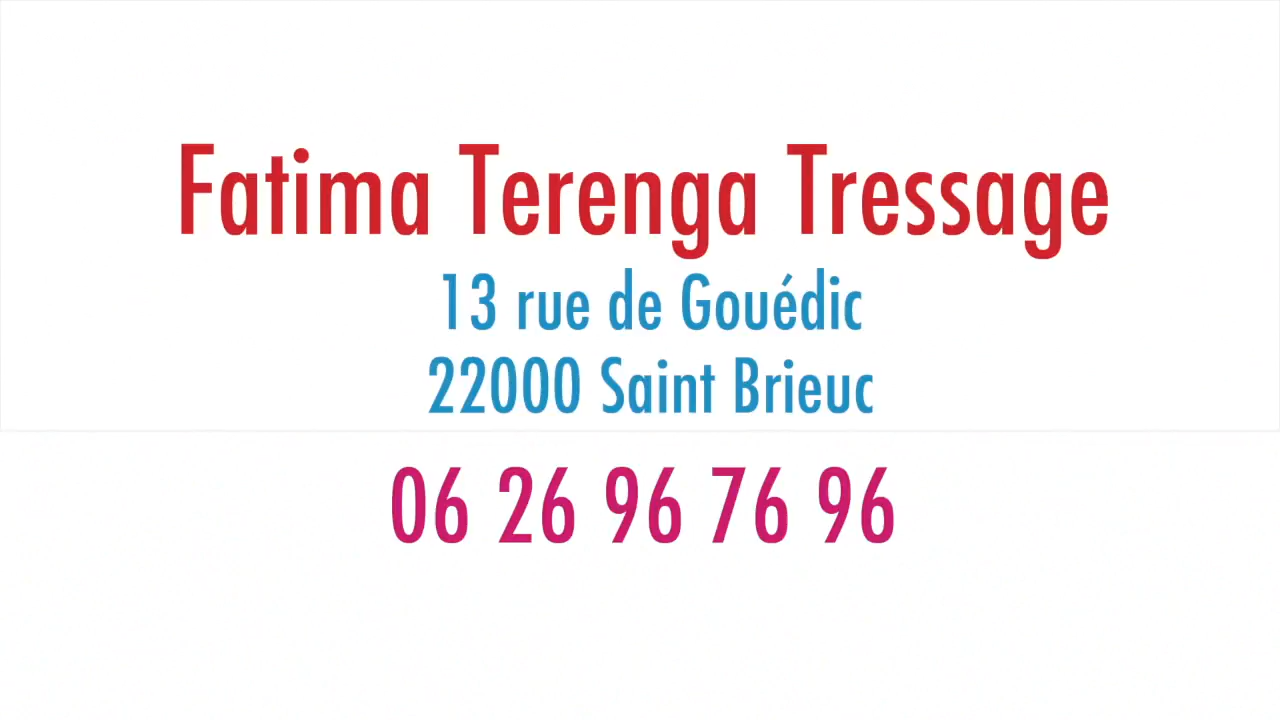 Fatima Terenga Tressage
13 rue de Gouédic
22000 Saint Brieuc
06 26 96 76 96